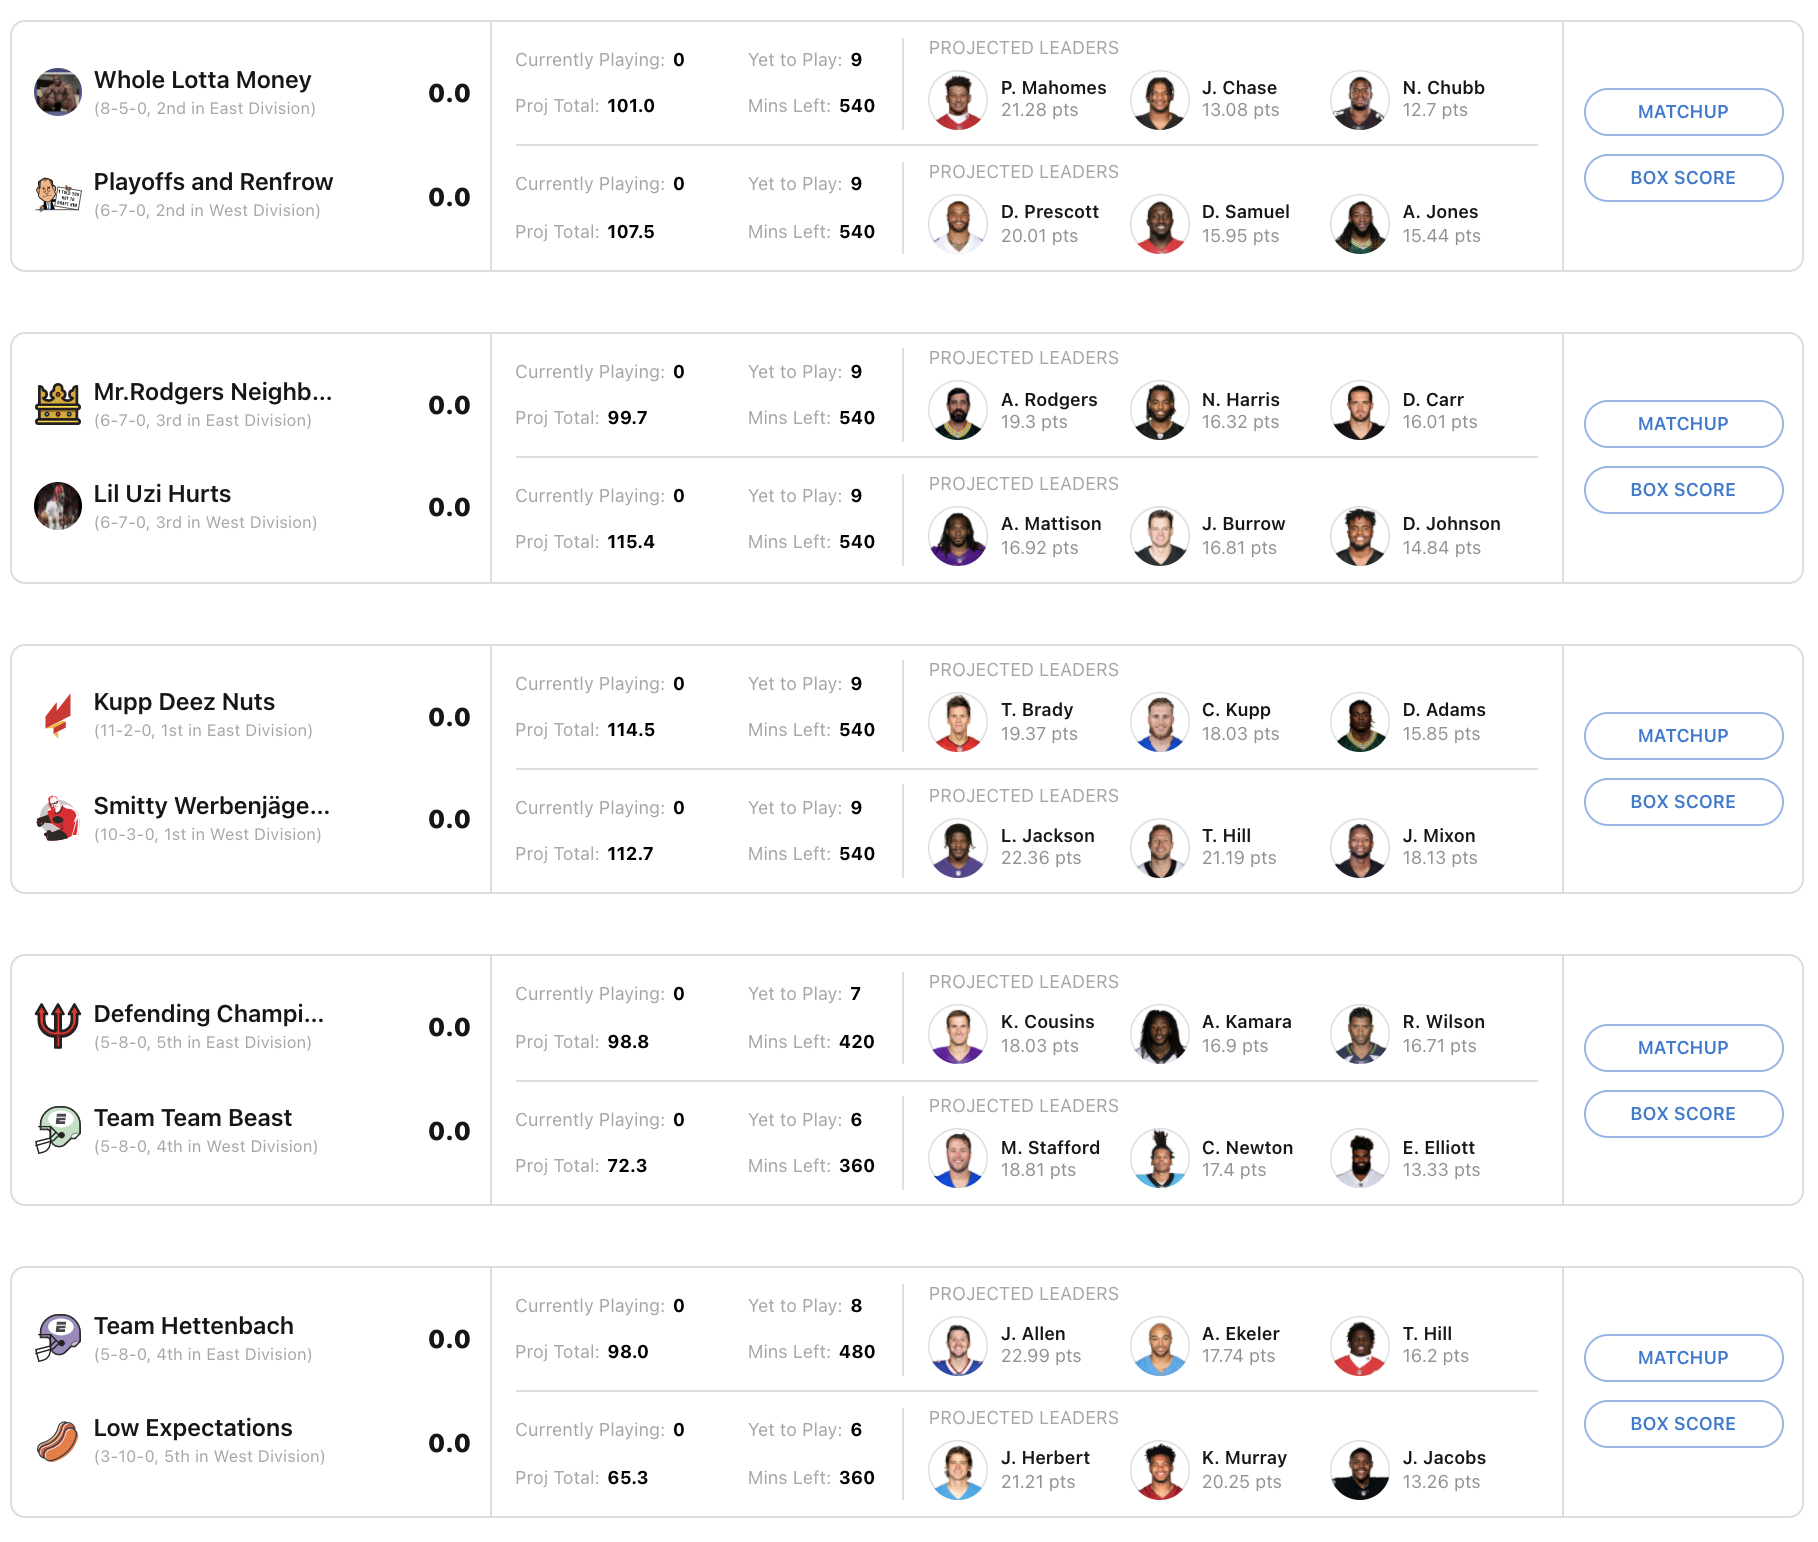 Whole Lotta Money
(8-5-0, 2nd in East Division)
0.0
Currently Playing: 0
Yet to Play: 9
Proj Total: 101.0
Mins Left: 540
PROJECTED LEADERS
P. Mahomes
21.28 pts
J. Chase
13.08 pts
N. Chubb
12.7 pts
MATCHUP
BOX SCORE
Playoffs and Renfrow
(6-7-0, 2nd in West Division)
0.0
Currently Playing: 0
Yet to Play: 9
Proj Total: 107.5
Mins Left: 540
PROJECTED LEADERS
D. Prescott
20.01 pts
D. Samuel
15.95 pts
A. Jones
15.44 pts
Mr.Rodgers Neighb...
(6-7-0, 3rd in East Division)
0.0
Currently Playing: 0
Yet to Play: 9
Proj Total: 99.7
Mins Left: 540
PROJECTED LEADERS
A. Rodgers
19.3 pts
N. Harris
16.32 pts
D. Carr
16.01 pts
MATCHUP
BOX SCORE
Lil Uzi Hurts
(6-7-0, 3rd in West Division)
0.0
Currently Playing: 0
Yet to Play: 9
Proj Total: 115.4
Mins Left: 540
PROJECTED LEADERS
A. Mattison
16.92 pts
J. Burrow
16.81 pts
D. Johnson
14.84 pts
Kupp Deez Nuts
(11-2-0, 1st in East Division)
0.0
Currently Playing: 0
Yet to Play: 9
Proj Total: 114.5
Mins Left: 540
PROJECTED LEADERS
T. Brady
19.37 pts
C. Kupp
18.03 pts
D. Adams
15.85 pts
MATCHUP
BOX SCORE
Smitty Werbenjäge...
(10-3-0, 1st in West Division)
0.0
Currently Playing: 0
Yet to Play: 9
Proj Total: 112.7
Mins Left: 540
PROJECTED LEADERS
L. Jackson
22.36 pts
T. Hill
21.19 pts
J. Mixon
18.13 pts
Defending Champi...
(5-8-0, 5th in East Division)
0.0
Currently Playing: 0
Yet to Play: 7
Proj Total: 98.8
Mins Left: 420
PROJECTED LEADERS
K. Cousins
18.03 pts
A. Kamara
16.9 pts
R. Wilson
16.71 pts
MATCHUP
BOX SCORE
Team Team Beast
(5-8-0, 4th in West Division)
0.0
Currently Playing: 0
Yet to Play: 6
Proj Total: 72.3
Mins Left: 360
PROJECTED LEADERS
M. Stafford
18.81 pts
C. Newton
17.4 pts
E. Elliott
13.33 pts
Team Hettenbach
(5-8-0, 4th in East Division)
0.0
Currently Playing: 0
Yet to Play: 8
Proj Total: 98.0
Mins Left: 480
PROJECTED LEADERS
J. Allen
22.99 pts
A. Ekeler
17.74 pts
T. Hill
16.2 pts
MATCHUP
BOX SCORE
Low Expectations
(3-10-0, 5th in West Division)
0.0
Currently Playing: 0
Yet to Play: 6
Proj Total: 65.3
Mins Left: 360
PROJECTED LEADERS
J. Herbert
21.21 pts
K. Murray
20.25 pts
J. Jacobs
13.26 pts